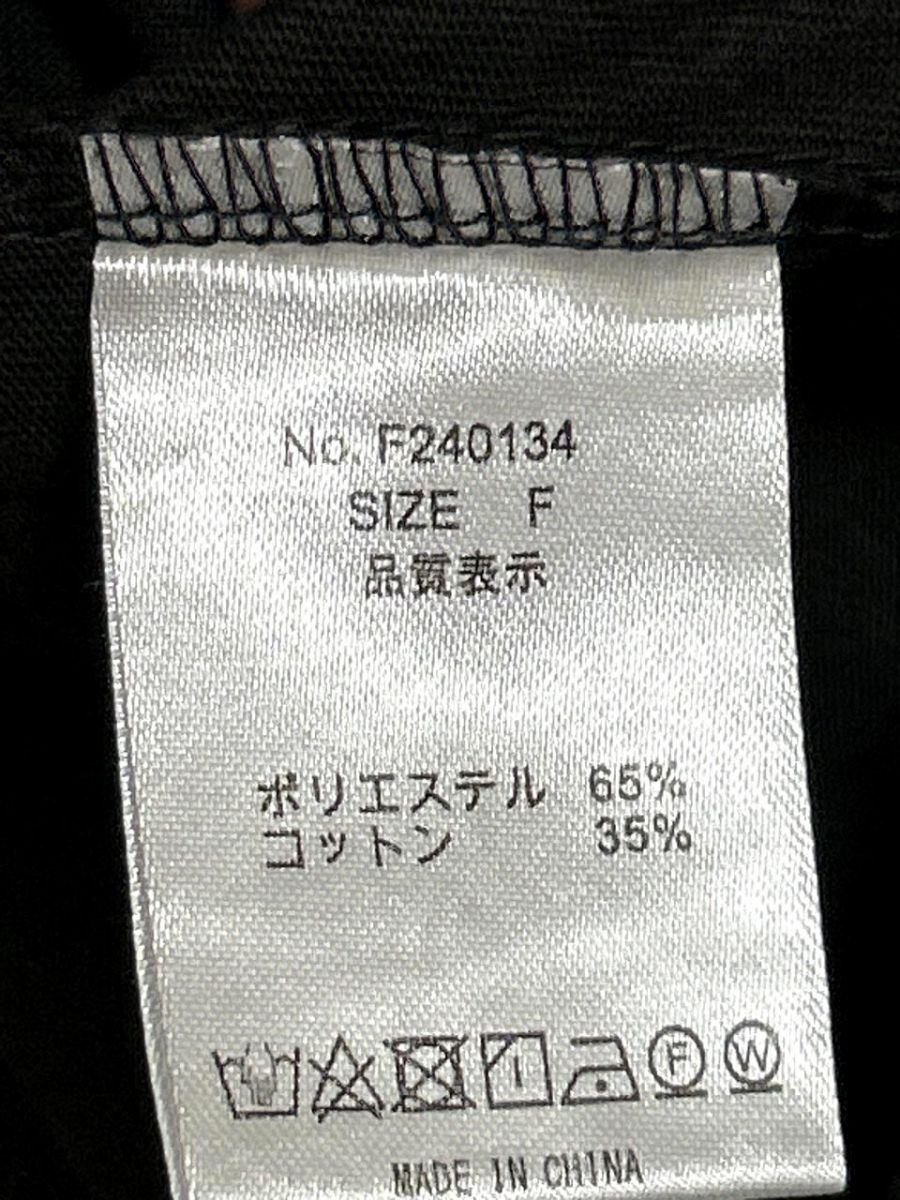 No. F240134
SIZE F
品質表示
ポリエステル 65%
コットン 35%
F W
MADE IN CHINA